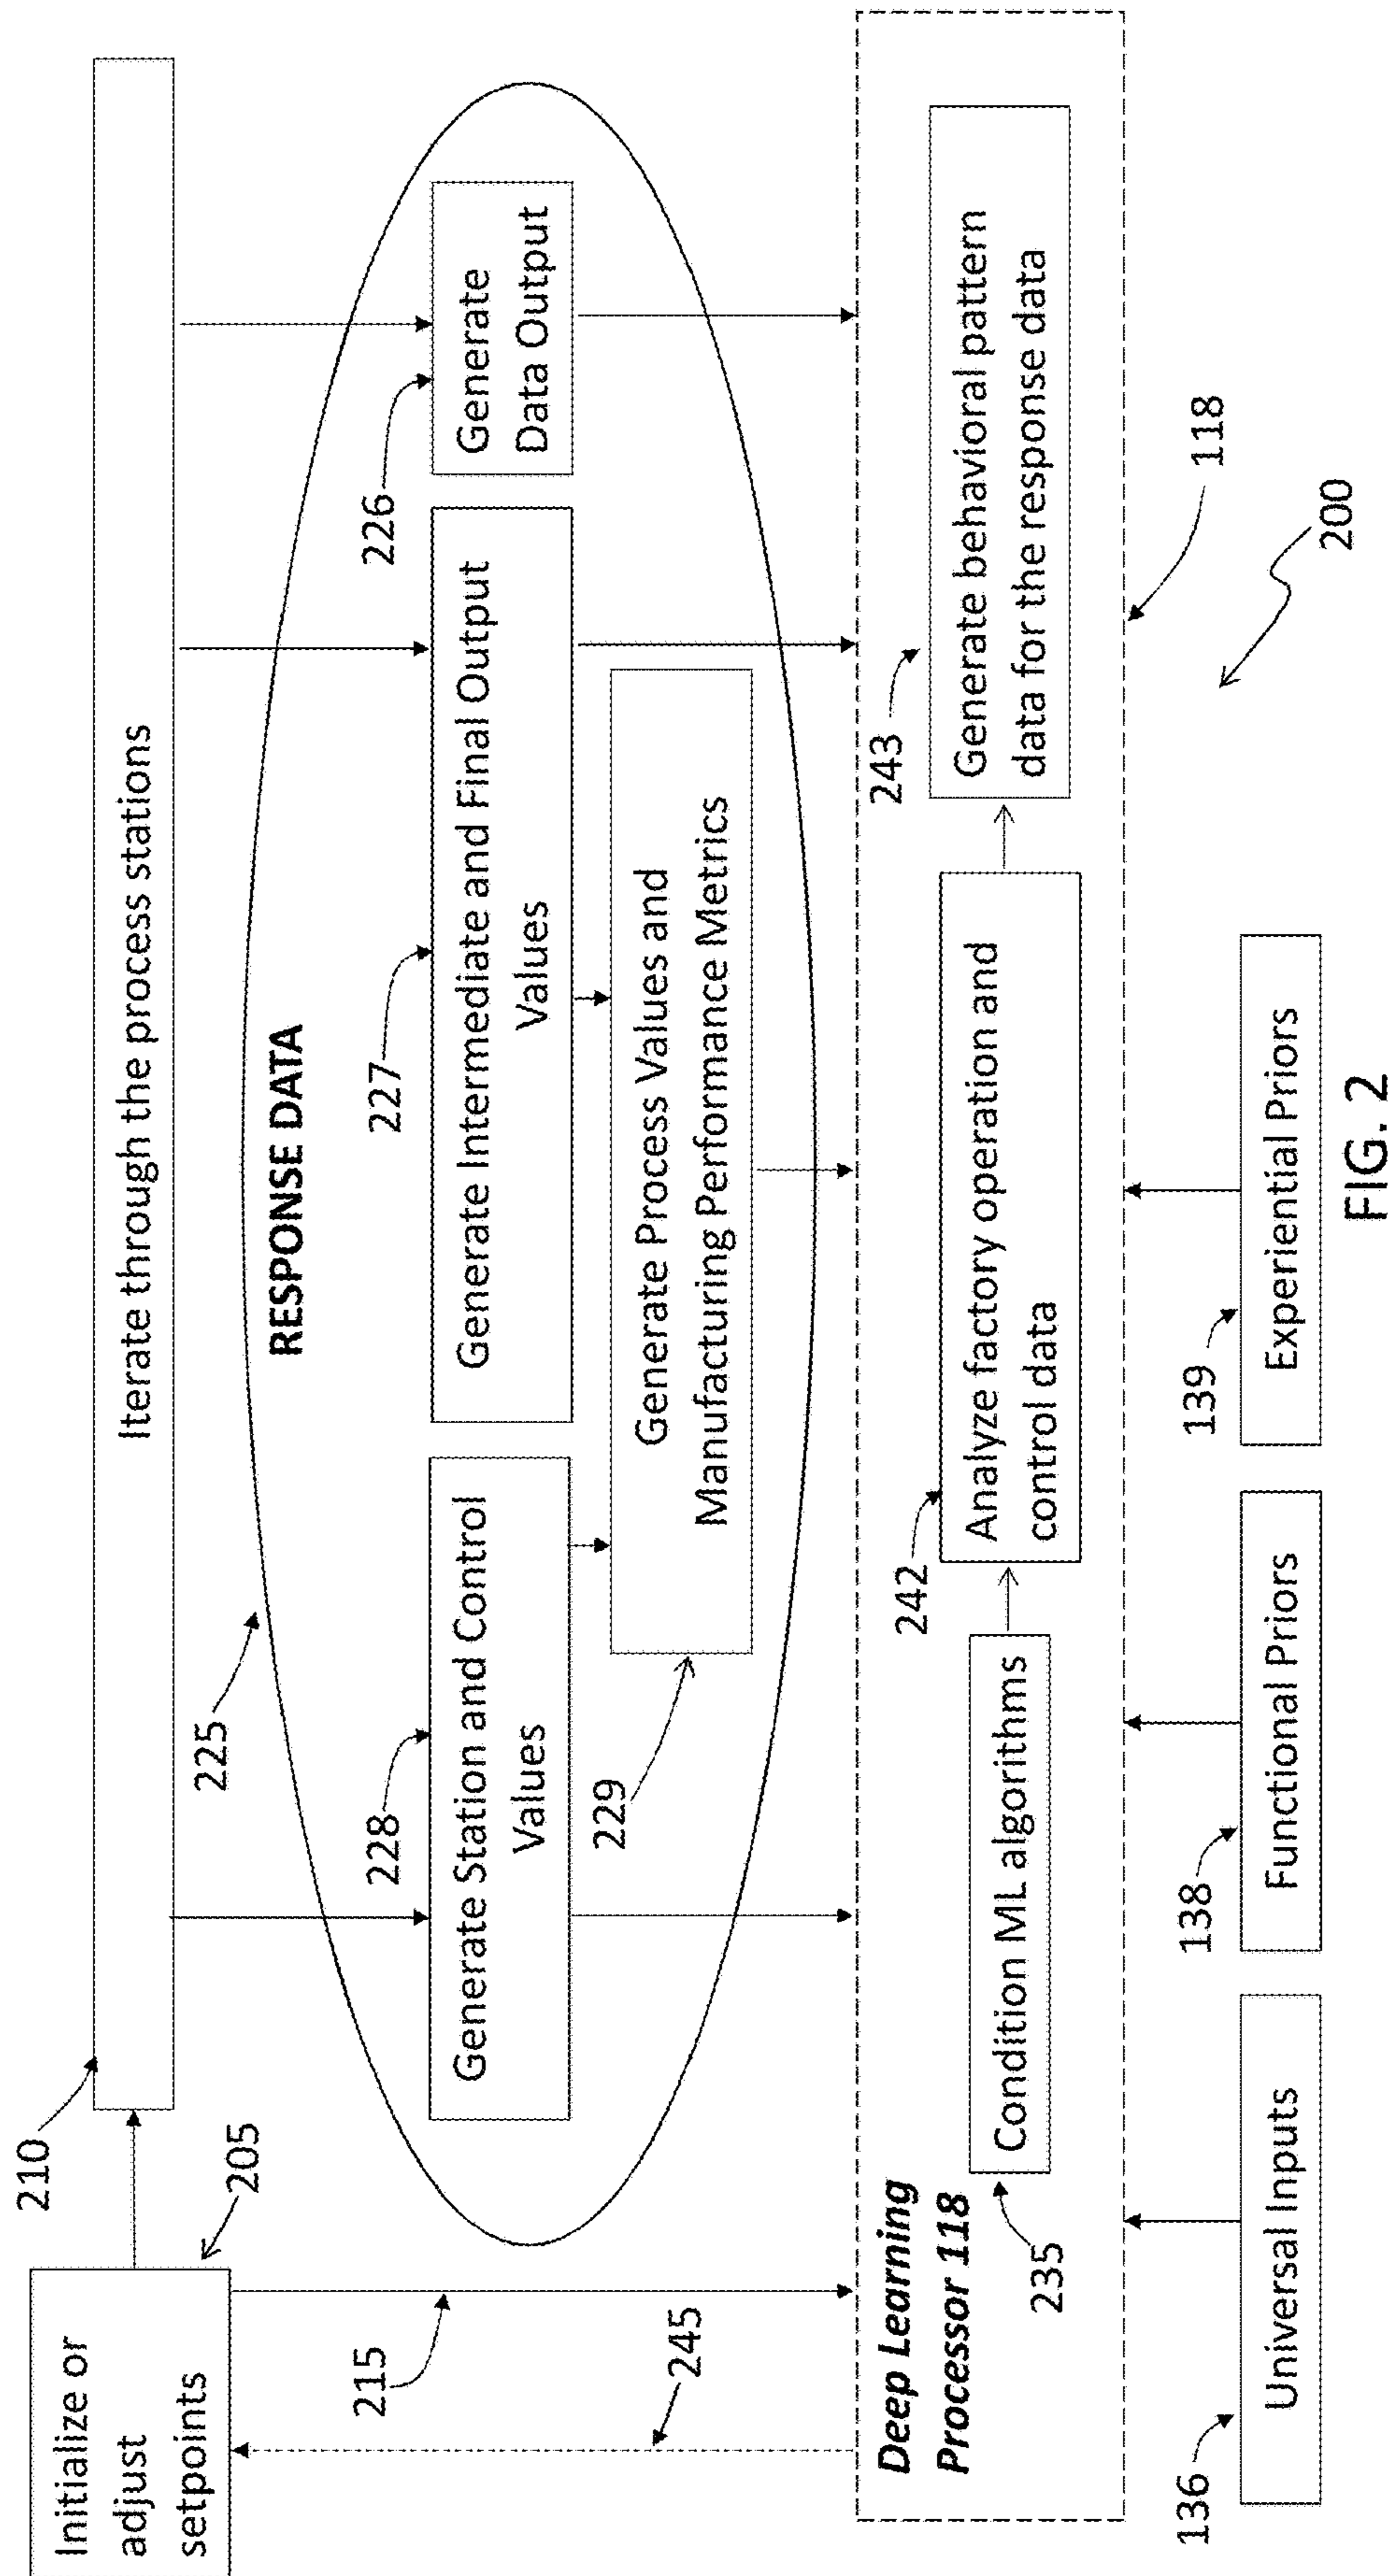 Initialize or
adjust
setpoints
205
210
Iterate through the process stations
215
245
225
RESPONSE DATA
228
Generate Station and Control
Values
227
Generate Intermediate and Final Output
Values
226
Generate
Data Output
229
Generate Process Values and
Manufacturing Performance Metrics
Deep Learning
Processor 118
235
Condition ML algorithms
242
Analyze factory operation and
control data
243
Generate behavioral pattern
data for the response data
118
136
Universal Inputs
138
Functional Priors
139
Experiential Priors
200
FIG. 2